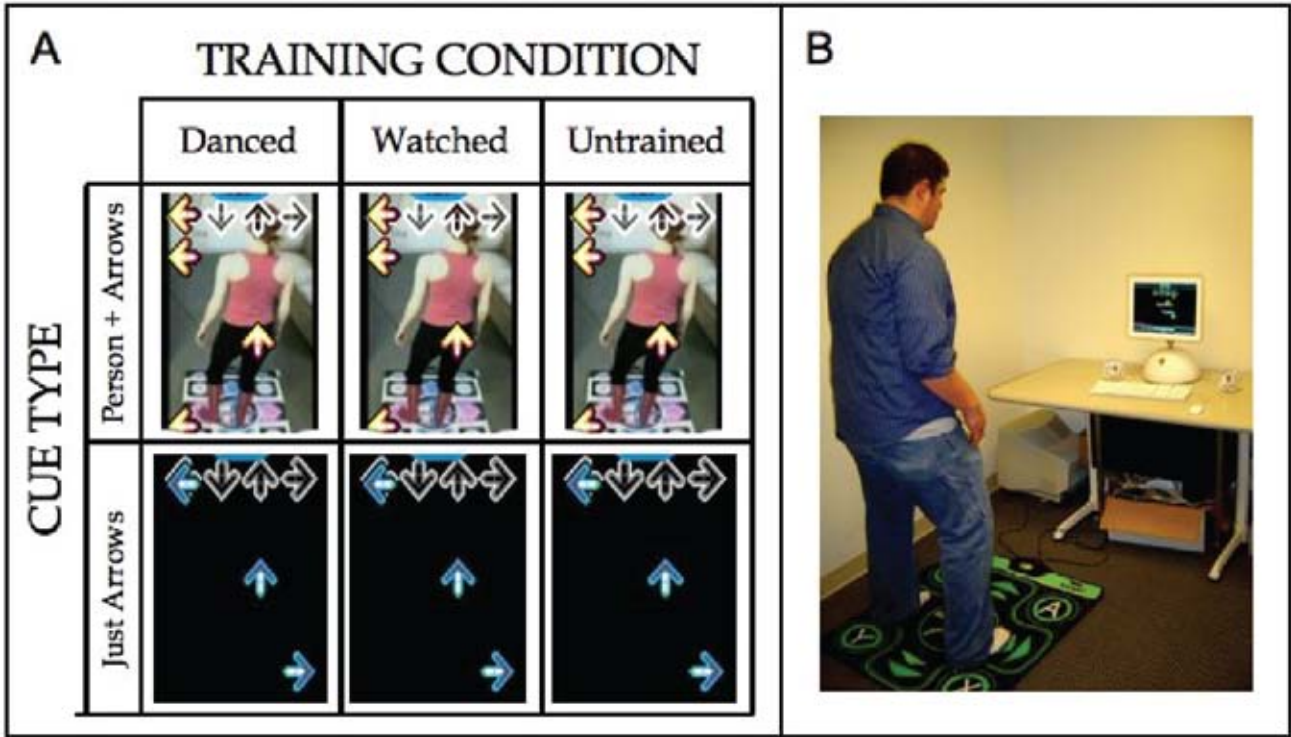 A
TRAINING CONDITION
Danced Watched Untrained
CUE TYPE
Person + Arrows
Just Arrows
B
Y
A
X